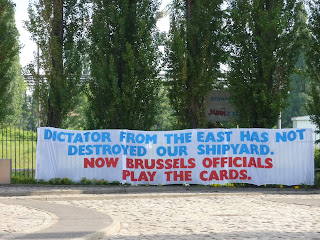 DICTATOR FROM THE EAST HAS NOT
DESTROYED OUR SHIPYARD.
NOW BRUSSELS OFFICIALS
PLAY THE CARDS.